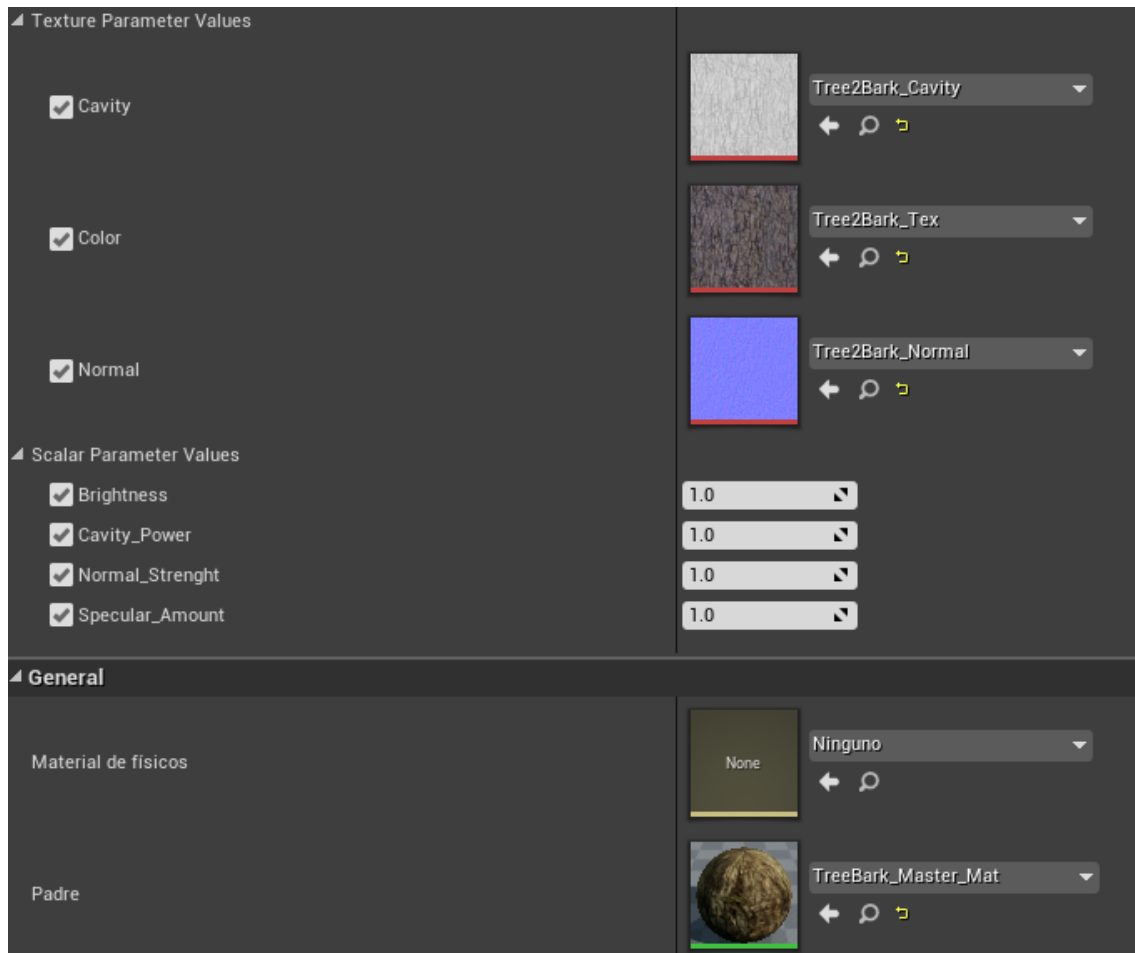 Texture Parameter Values
Cavity
Tree2Bark_Cavity
Color
Tree2Bark_Tex
Normal
Tree2Bark_Normal
Scalar Parameter Values
Brightness
1.0
Cavity_Power
1.0
Normal_Strenght
1.0
Specular_Amount
1.0
General
Material de físicos
None
Ninguno
Padre
TreeBark_Master_Mat